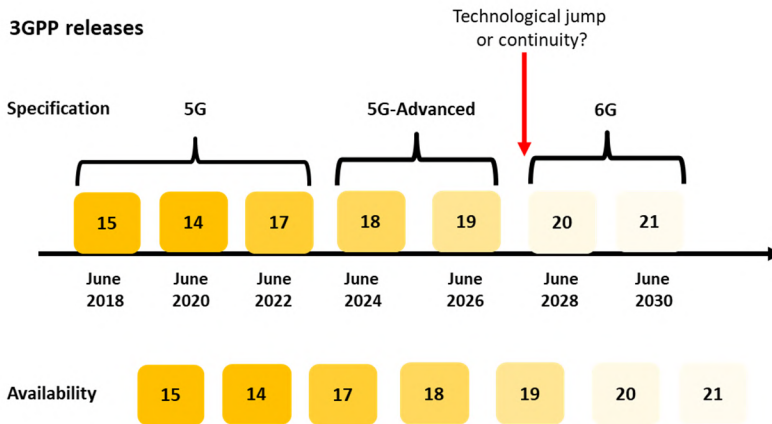 3GPP releases
Technological jump
or continuity?
Specification
5G
5G-Advanced
6G
15
14
17
18
19
20
21
June
2018
June
2020
June
2022
June
2024
June
2026
June
2028
June
2030
Availability
15
14
17
18
19
20
21